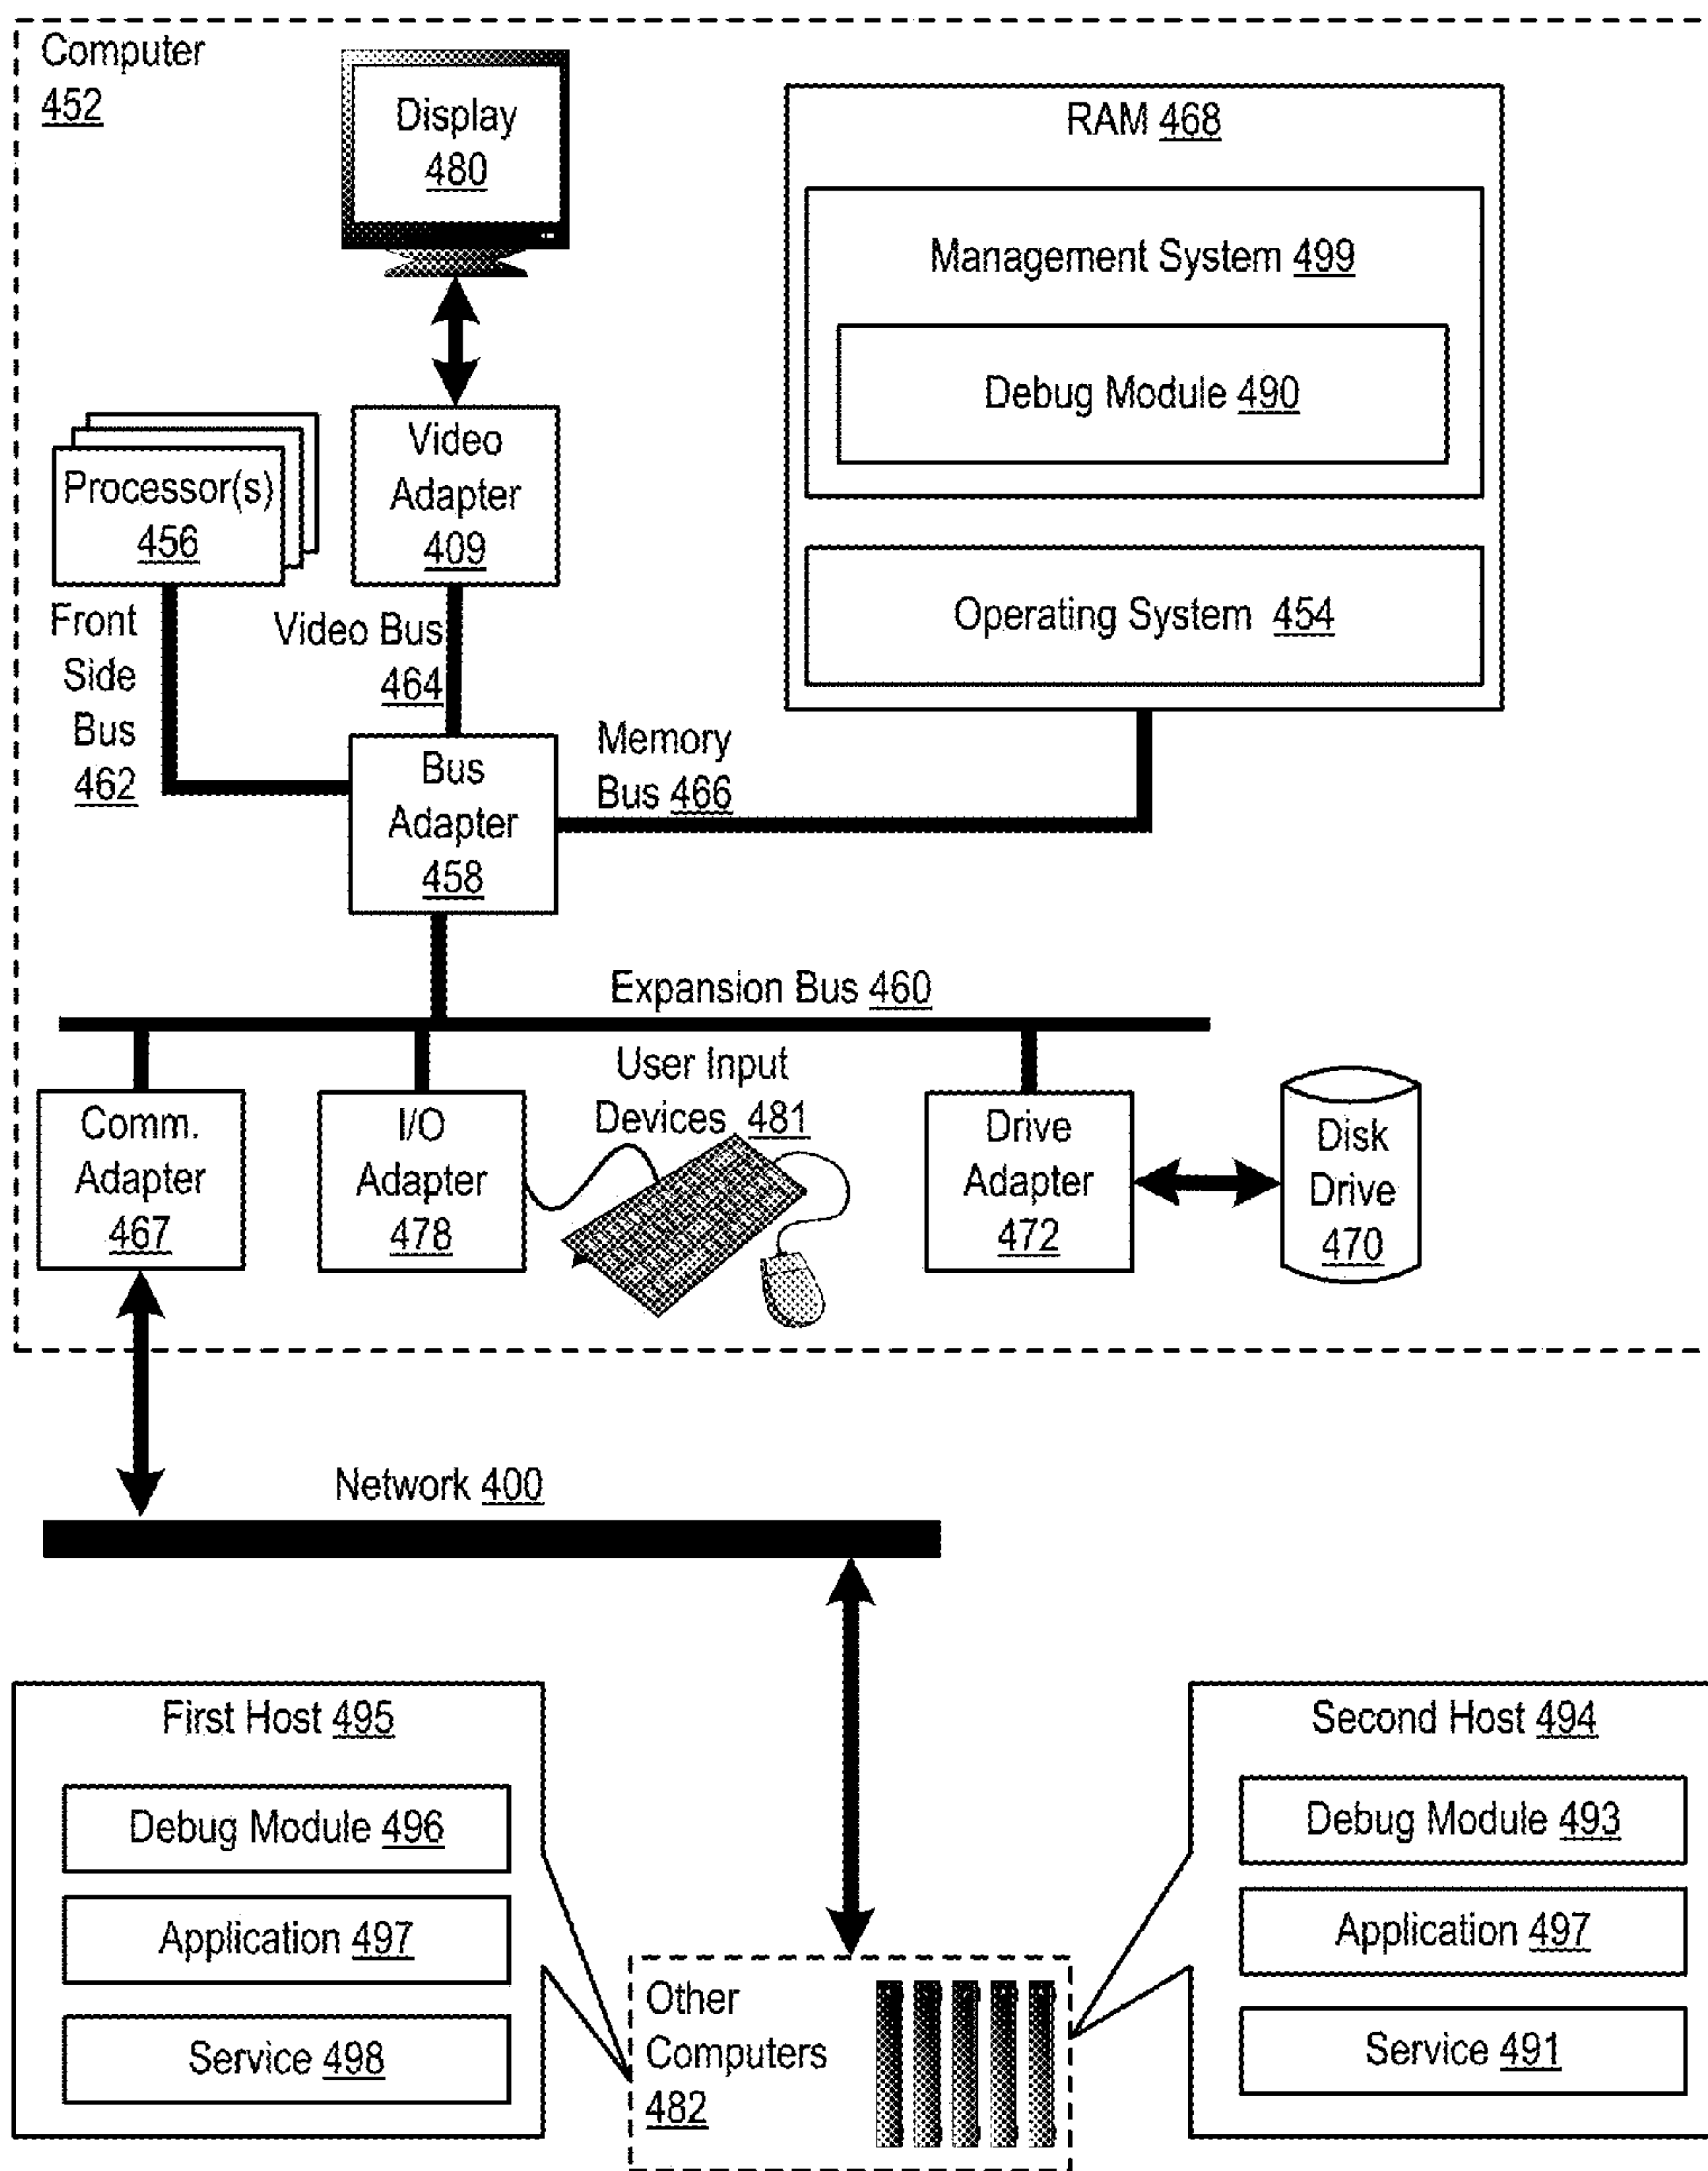 Computer
452
Display
480
RAM 468
Management System 499
Debug Module 490
Operating System 454
Processor(s)
456
Video
Adapter
409
Front
Side
Bus
462
Video Bus
464
Bus
Adapter
458
Memory
Bus 466
Expansion Bus 460
Comm.
Adapter
467
I/O
Adapter
478
User Input
Devices 481
Drive
Adapter
472
Disk
Drive
470
Network 400
First Host 495
Debug Module 496
Application 497
Service 498
Other
Computers
482
Second Host 494
Debug Module 493
Application 497
Service 491